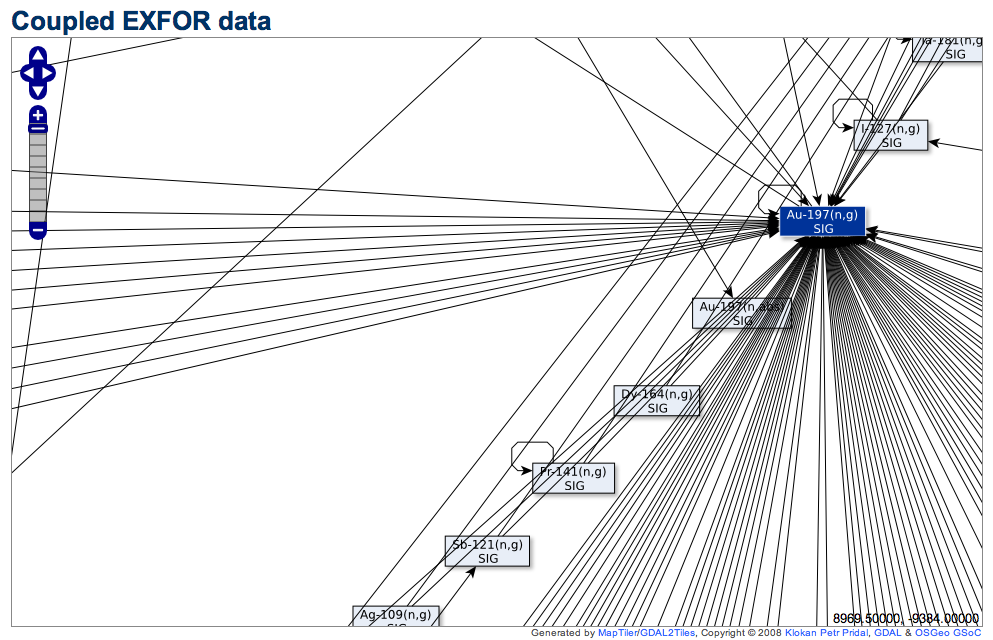 Coupled EXFOR data
Ta-181(n,g)
SIG
I-127(n,g)
SIG
Au-197(n,g)
SIG
Au-197(n,abs)
SIG
Dy-164(n,g)
SIG
Pr-141(n,g)
SIG
Sb-121(n,g)
SIG
Ag-109(n,g)
SIG
8969.50000, -9384.00000
Generated by MapTiler/GDAL2Tiles, Copyright © 2008 Klokan Petr Pridal, GDAL & OSGeo GSoC